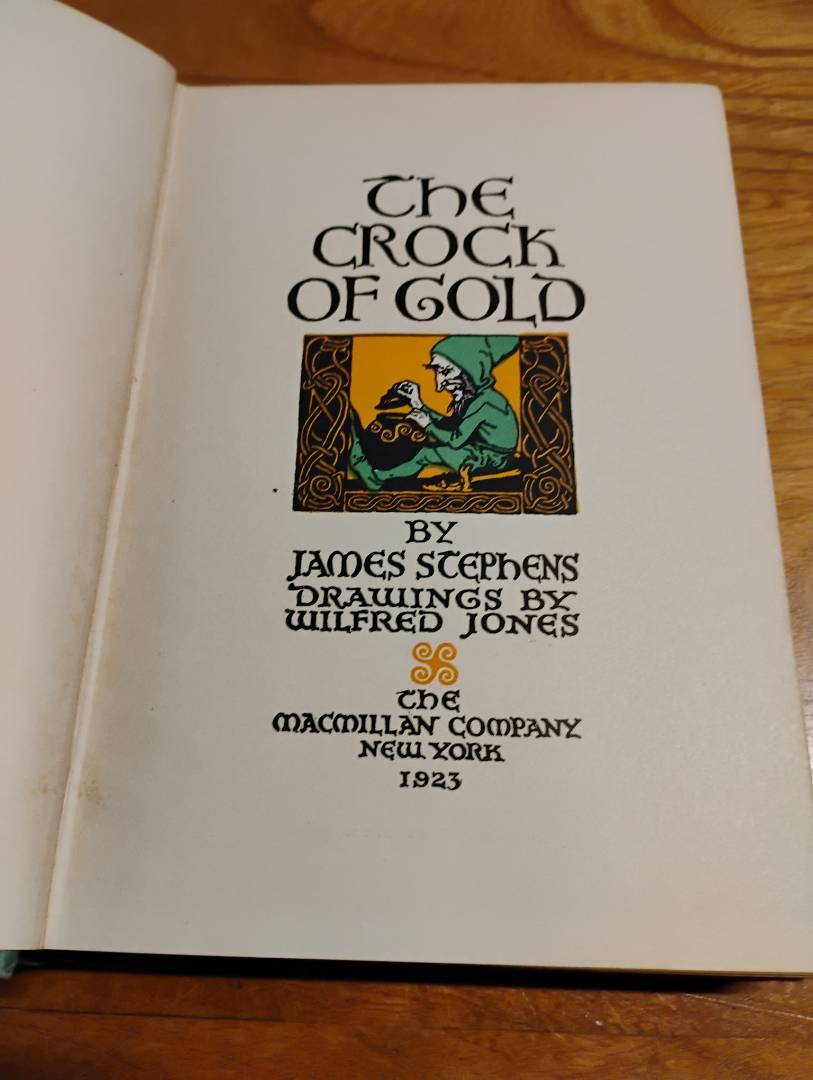 THE
CROCK
OF GOLD
BY
JAMES STEPHENS
DRAWINGS BY
WILFRED JONES
THE
MACMILLAN COMPANY
NEW YORK
1923